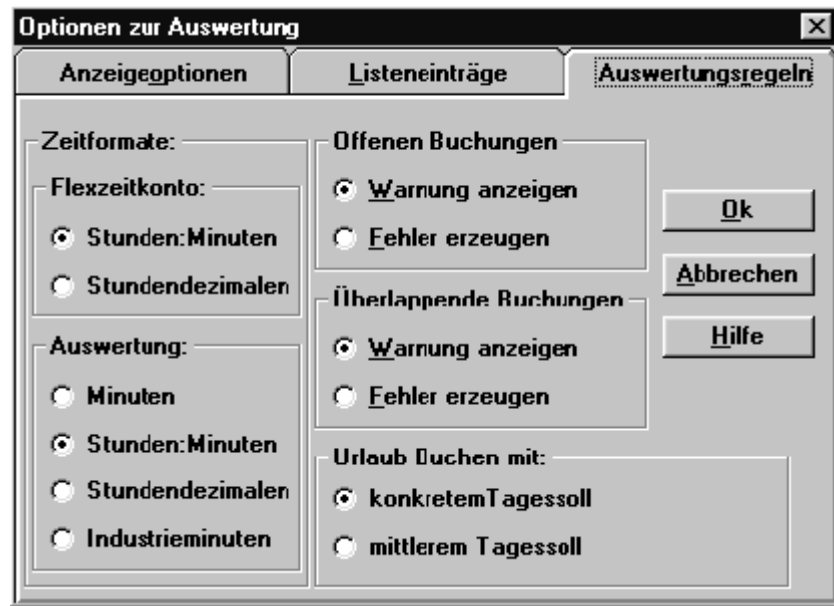 Optionen zur Auswertung
Anzeigeoptionen
Listeneinträge
Auswertungsregeln
Zeitformate:
Flexzeitkonto:
Stunden:Minuten
Stundendezimalen
Auswertung:
Minuten
Stunden:Minuten
Stundendezimalen
Industrieminuten
Offenen Buchungen
Warnung anzeigen
Fehler erzeugen
Überlappende Buchungen
Warnung anzeigen
Fehler erzeugen
Urlaub Buchen mit:
konkretemTagessoll
mittlerem Tagessoll
Ok
Abbrechen
Hilfe